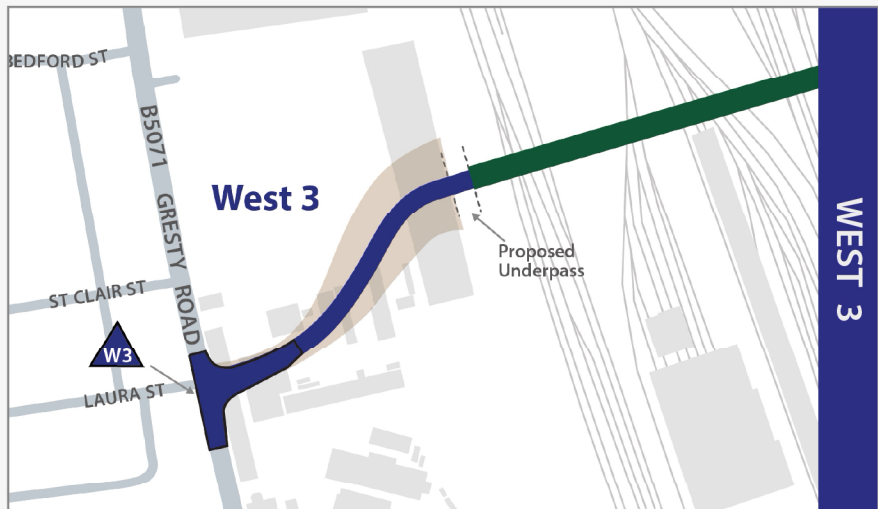 BEDFORD ST
B5071 GRESTY ROAD
West 3
Proposed
Underpass
ST CLAIR ST
W3
LAURA ST
WEST 3